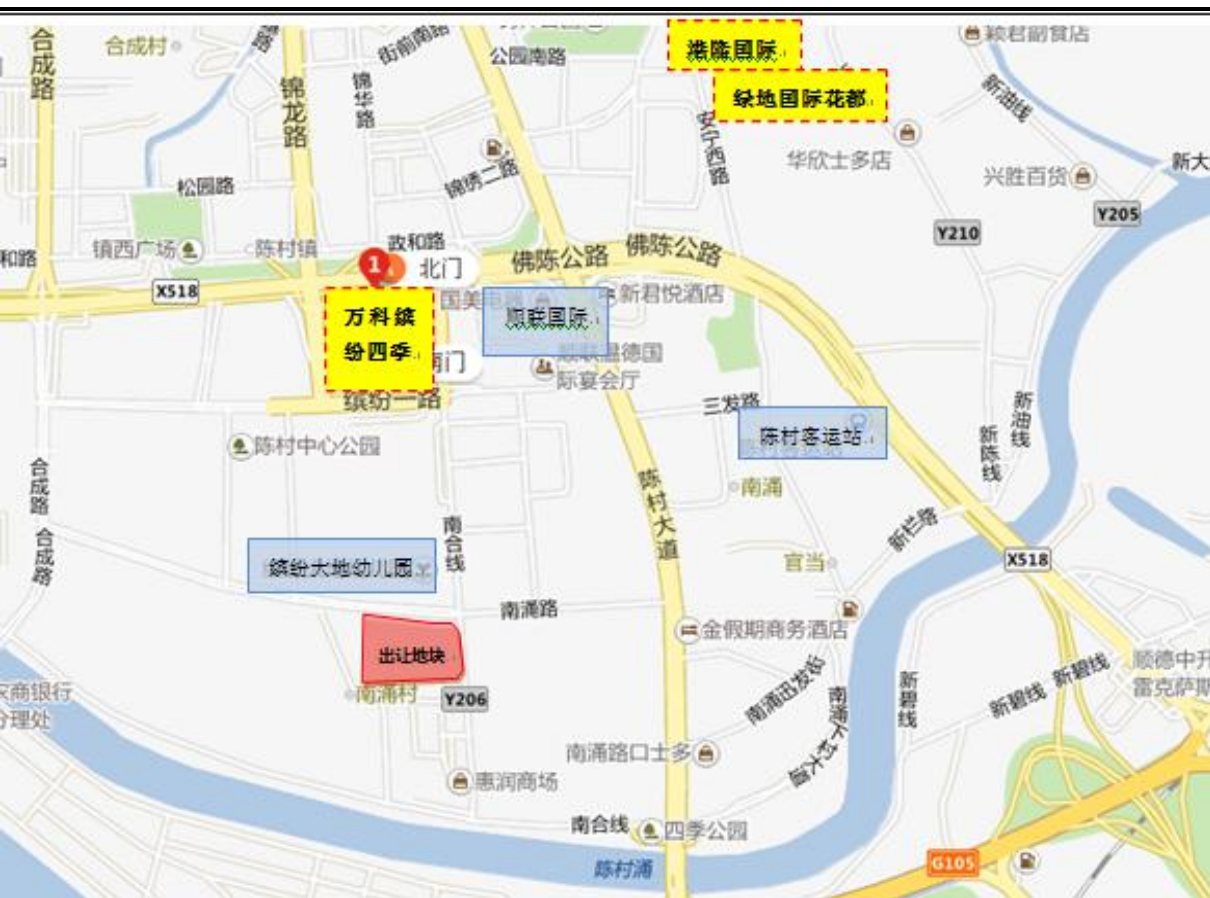 合成路
合成村
锦龙路
锦华路
街前南路
公园南路
港隆国际
绿地国际花都
颖君副食店
新油线
安宁西路
华欣士多店
兴胜百货
新大
松园路
锦绣二路
Y205
Y210
和路
镇西广场
陈村镇
政和路
1
北门
佛陈公路
佛陈公路
X518
国美电器
顺联国际
新君悦酒店
万科缤
纷四季
南门
顺联温德国
际宴会厅
缤纷一路
三发路
陈村客运站
新油线
新陈线
陈村中心公园
合成路
合成路
南合线
陈村大道
南涌
新栏路
缤纷大地幼儿园
官当
X518
南涌路
金假期商务酒店
出让地块
南涌村
Y206
农商银行
分理处
南涌迅发街
新碧线
新碧线
新碧线
顺德中升
雷克萨斯
南涌下村大道
南涌路口士多
惠润商场
南合线
四季公园
陈村涌
G105